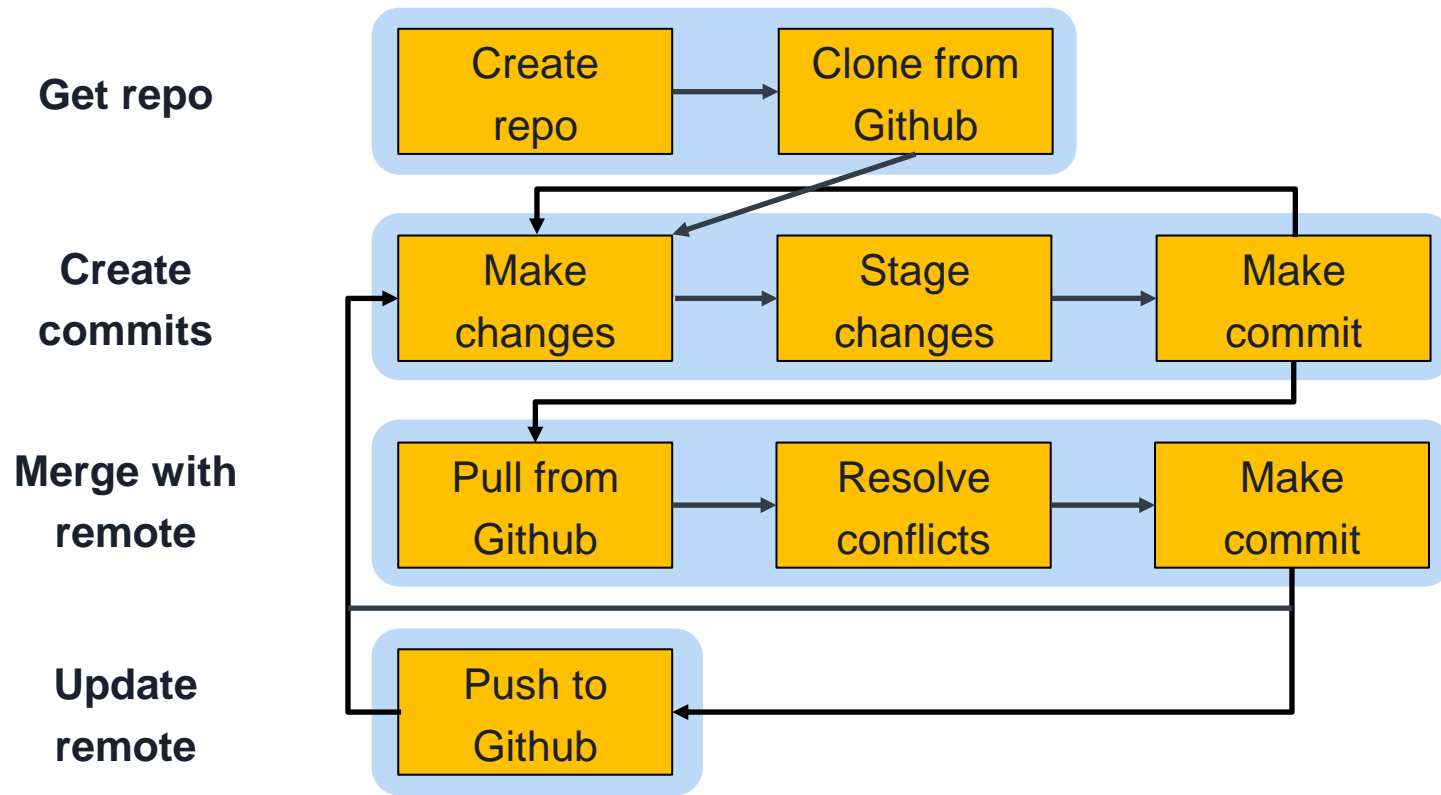 Get repo
Create
repo
Clone from
Github
Create
commits
Make
changes
Stage
changes
Make
commit
Merge with
remote
Pull from
Github
Resolve
conflicts
Make
commit
Update
remote
Push to
Github